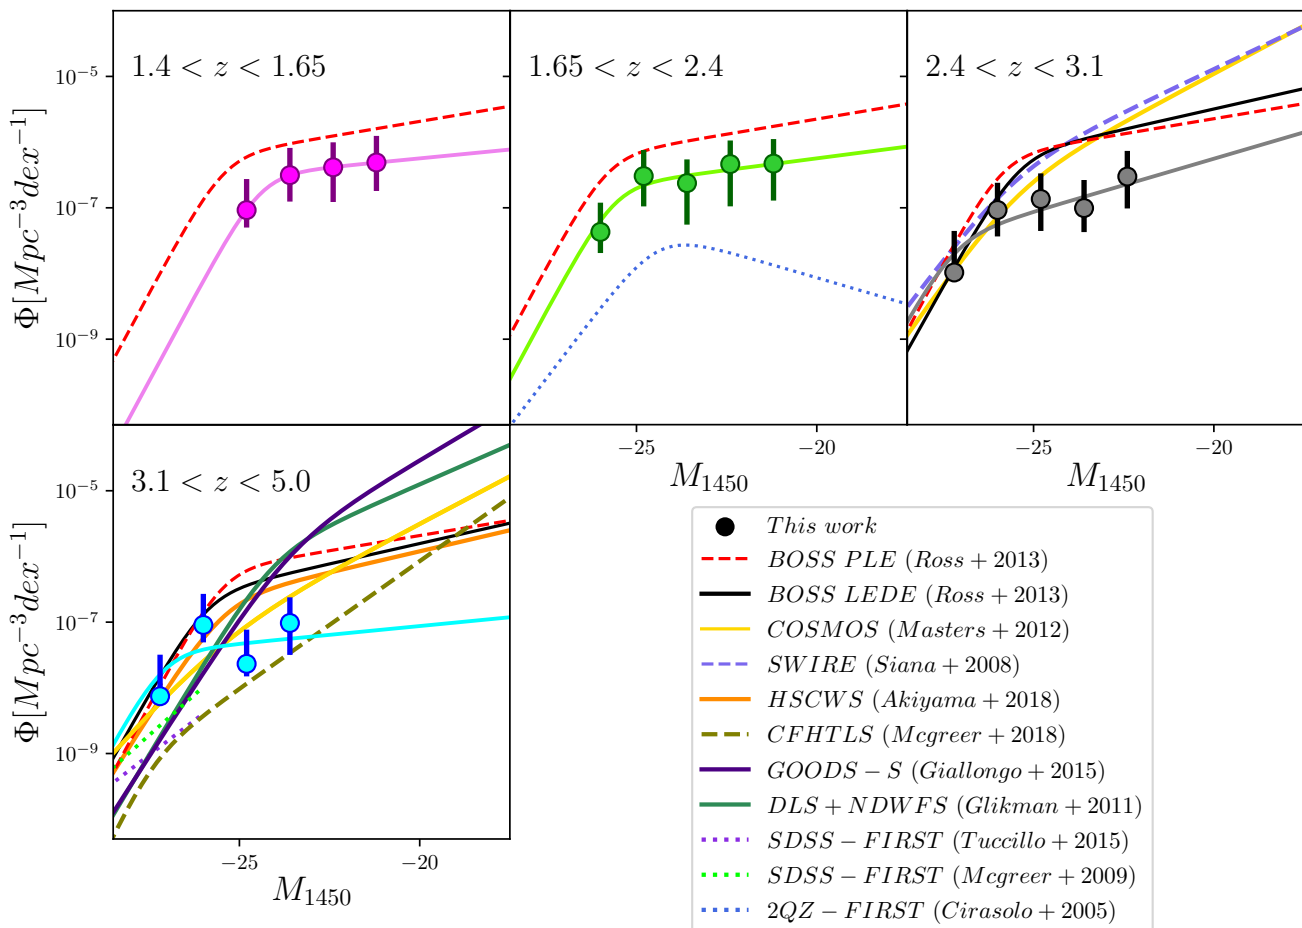 1.4 < z < 1.65
1.65 < z < 2.4
2.4 < z < 3.1
10⁻⁵
10⁻⁷
10⁻⁹
Φ[Mpc⁻³dex⁻¹]
−25
−20
M₁₄₅₀
−25
−20
M₁₄₅₀
3.1 < z < 5.0
10⁻⁵
10⁻⁷
10⁻⁹
Φ[Mpc⁻³dex⁻¹]
−25
−20
M₁₄₅₀
This work
BOSS PLE (Ross + 2013)
BOSS LEDE (Ross + 2013)
COSMOS (Masters + 2012)
SWIRE (Siana + 2008)
HSCWS (Akiyama + 2018)
CFHTLS (Mcgreer + 2018)
GOODS − S (Giallongo + 2015)
DLS + NDWFS (Glikman + 2011)
SDSS − FIRST (Tuccillo + 2015)
SDSS − FIRST (Mcgreer + 2009)
2QZ − FIRST (Cirasolo + 2005)